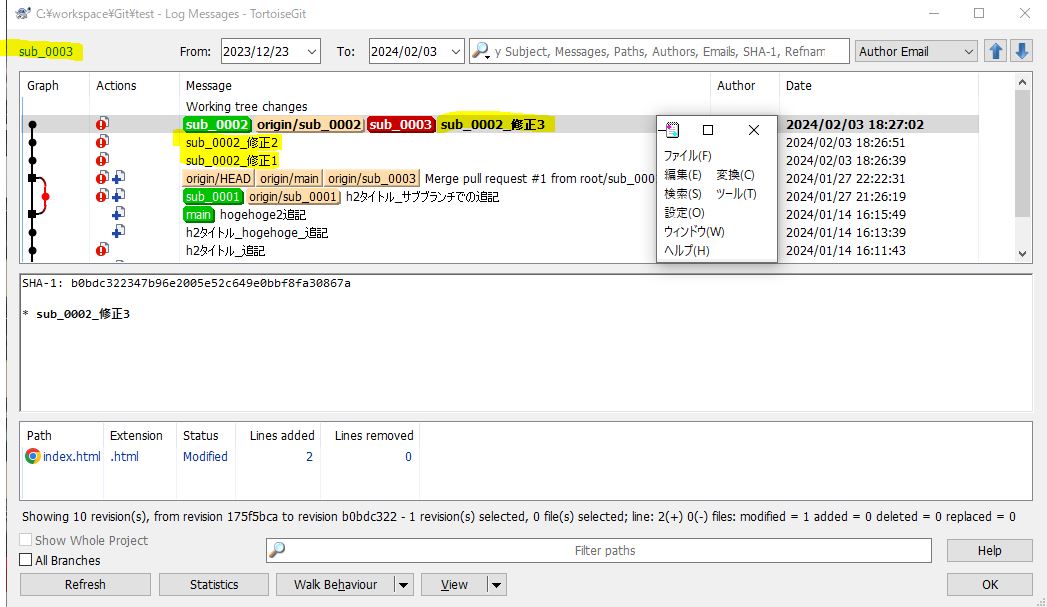 C:¥workspace¥Git¥test - Log Messages - TortoiseGit
sub_0003 From: 2023/12/23 To: 2024/02/03 y Subject, Messages, Paths, Authors, Emails, SHA-1, Refnam Author Email
Graph Actions Message Author Date
Working tree changes
sub_0002 origin/sub_0002 sub_0003 sub_0002_修正3 2024/02/03 18:27:02
sub_0002_修正2 2024/02/03 18:26:51
sub_0002_修正1 2024/02/03 18:26:39
origin/HEAD origin/main origin/sub_0003 Merge pull request #1 from root/sub_000 2024/01/27 22:22:31
sub_0001 origin/sub_0001 h2タイトル_サブブランチでの追記 2024/01/27 21:26:19
main hogehoge2追記 2024/01/14 16:15:49
h2タイトル_hogehoge_追記 2024/01/14 16:13:39
h2タイトル_追記 2024/01/14 16:11:43
ファイル(F)
編集(E) 変換(C)
検索(S) ツール(T)
設定(O)
ウィンドウ(W)
ヘルプ(H)
SHA-1: b0bdc322347b96e2005e52c649e0bbf8fa30867a
* sub_0002_修正3
Path Extension Status Lines added Lines removed
index.html .html Modified 2 0
Showing 10 revision(s), from revision 175f5bca to revision b0bdc322 - 1 revision(s) selected, 0 file(s) selected; line: 2(+) 0(-) files: modified = 1 added = 0 deleted = 0 replaced = 0
Show Whole Project
All Branches
Filter paths
Help
Refresh Statistics Walk Behaviour View OK